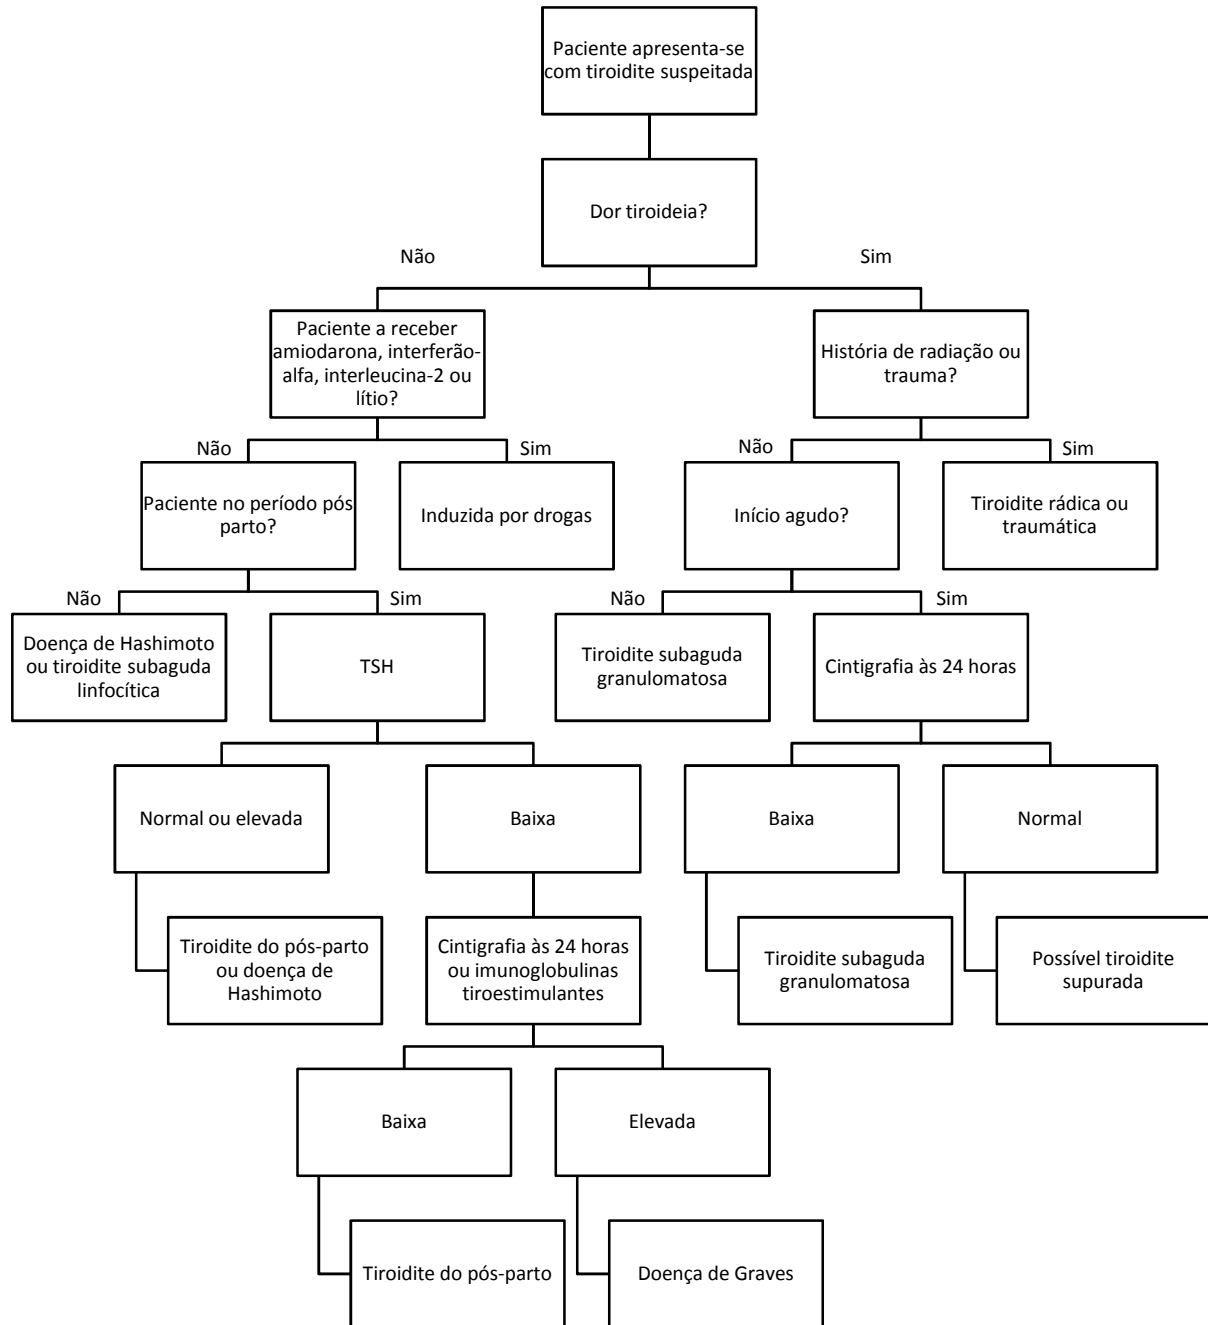 Paciente apresenta-se
com tiroidite suspeitada
Dor tiroideia?
Não
Sim
Paciente a receber
amiodarona, interferão-
alfa, interleucina-2 ou
lítio?
História de radiação ou
trauma?
Não
Sim
Não
Sim
Paciente no período pós
parto?
Induzida por drogas
Início agudo?
Tiroidite rádica ou
traumática
Não
Sim
Não
Sim
Doença de Hashimoto
ou tiroidite subaguda
linfocítica
TSH
Tiroidite subaguda
granulomatosa
Cintigrafia às 24 horas
Normal ou elevada
Baixa
Baixa
Normal
Tiroidite do pós-parto
ou doença de
Hashimoto
Cintigrafia às 24 horas
ou imunoglobulinas
tiroestimulantes
Tiroidite subaguda
granulomatosa
Possível tiroidite
supurada
Baixa
Elevada
Tiroidite do pós-parto
Doença de Graves